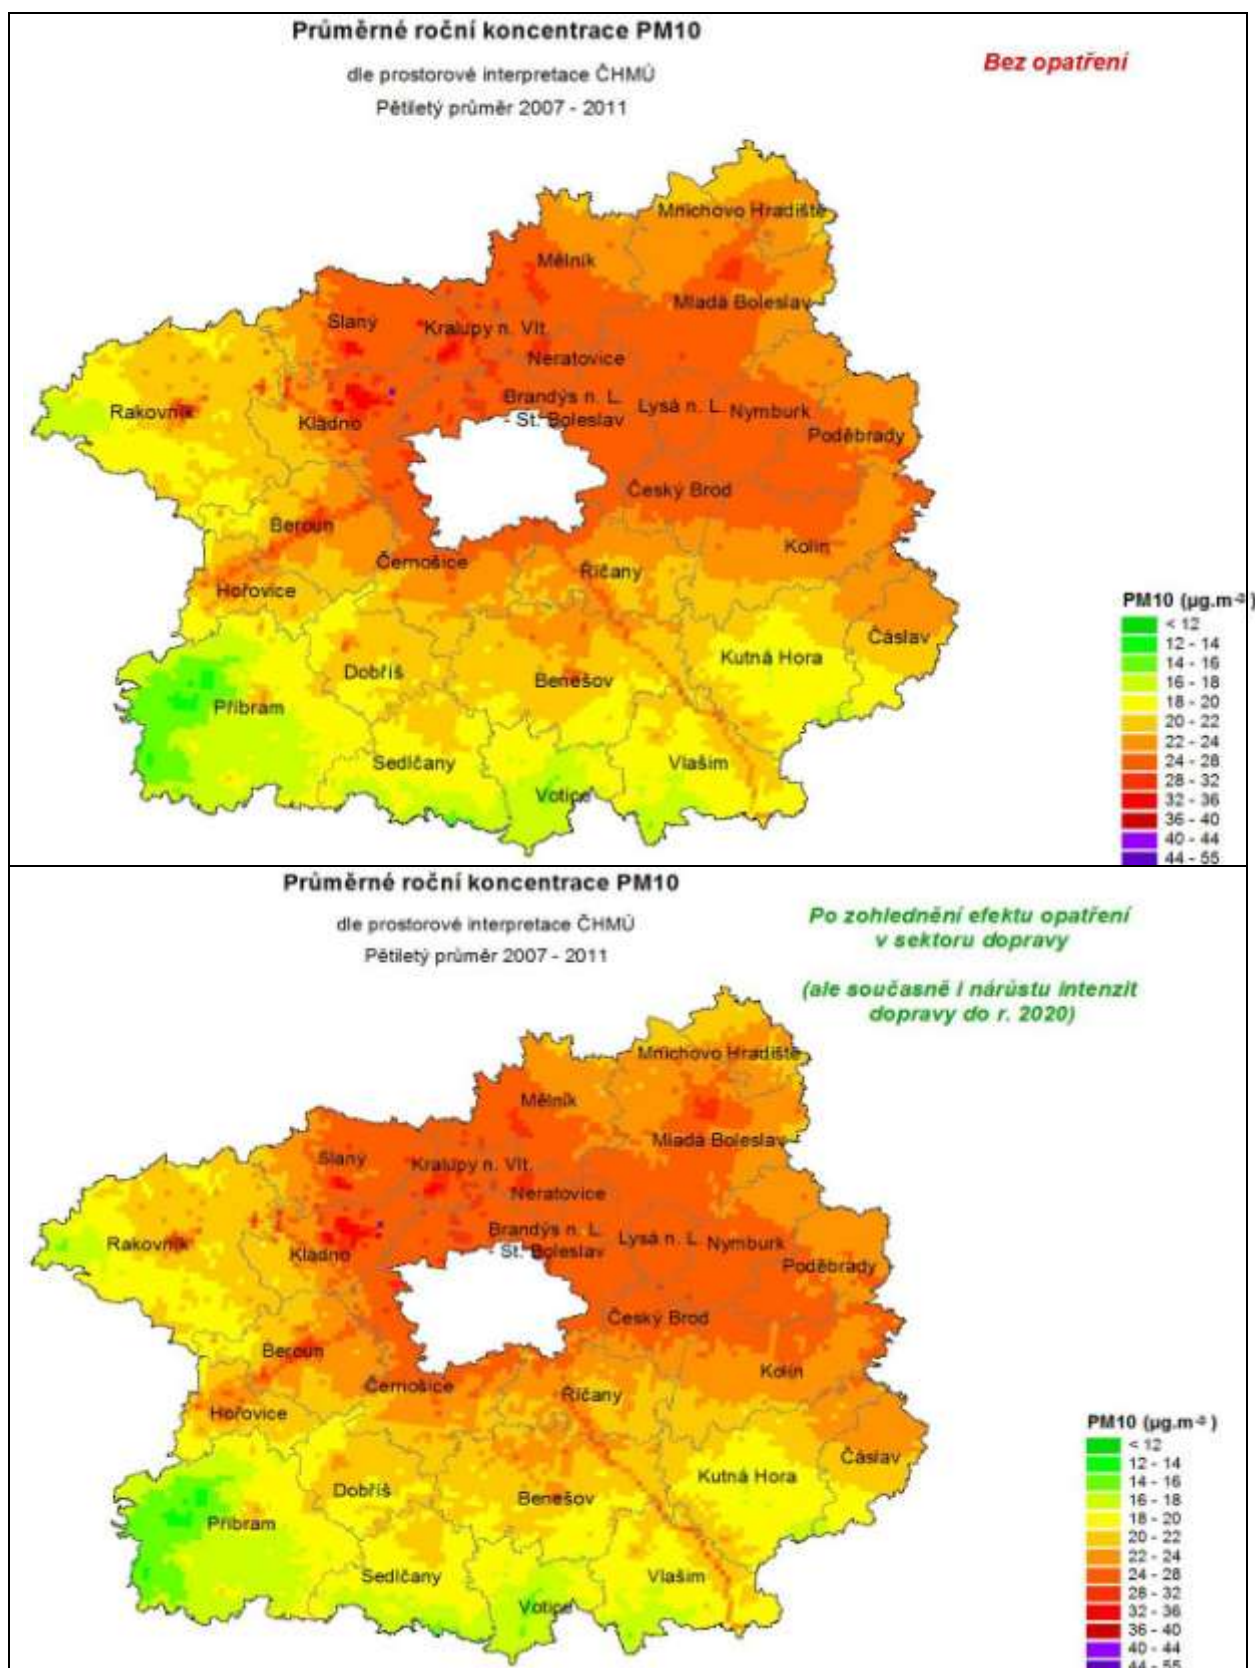 Průměrné roční koncentrace PM10
dle prostorové interpretace ČHMÚ
Pětiletý průměr 2007 - 2011
Bez opatření
Mnichovo Hradiště
Mělník
Mladá Boleslav
Slaný
Kralupy n. Vlt.
Neratovice
Brandýs n. L.
- St. Boleslav
Lysá n. L.
Nymburk
Rakovník
Kladno
Poděbrady
Český Brod
Beroun
Kolín
Černošice
Říčany
Hořovice
Čáslav
Kutná Hora
Dobříš
Benešov
Příbram
Sedlčany
Vlašim
Votice
PM10 (µg.m-3)
< 12
12 - 14
14 - 16
16 - 18
18 - 20
20 - 22
22 - 24
24 - 28
28 - 32
32 - 36
36 - 40
40 - 44
44 - 55
Průměrné roční koncentrace PM10
dle prostorové interpretace ČHMÚ
Pětiletý průměr 2007 - 2011
Po zohlednění efektu opatření
v sektoru dopravy
(ale současně i nárůstu intenzit
dopravy do r. 2020)
Mnichovo Hradiště
Mělník
Mladá Boleslav
Slaný
Kralupy n. Vlt.
Neratovice
Brandýs n. L.
- St. Boleslav
Lysá n. L.
Nymburk
Rakovník
Kladno
Poděbrady
Český Brod
Beroun
Kolín
Černošice
Říčany
Hořovice
Čáslav
Kutná Hora
Dobříš
Benešov
Příbram
Sedlčany
Vlašim
Votice
PM10 (µg.m-3)
< 12
12 - 14
14 - 16
16 - 18
18 - 20
20 - 22
22 - 24
24 - 28
28 - 32
32 - 36
36 - 40
40 - 44
44 - 55